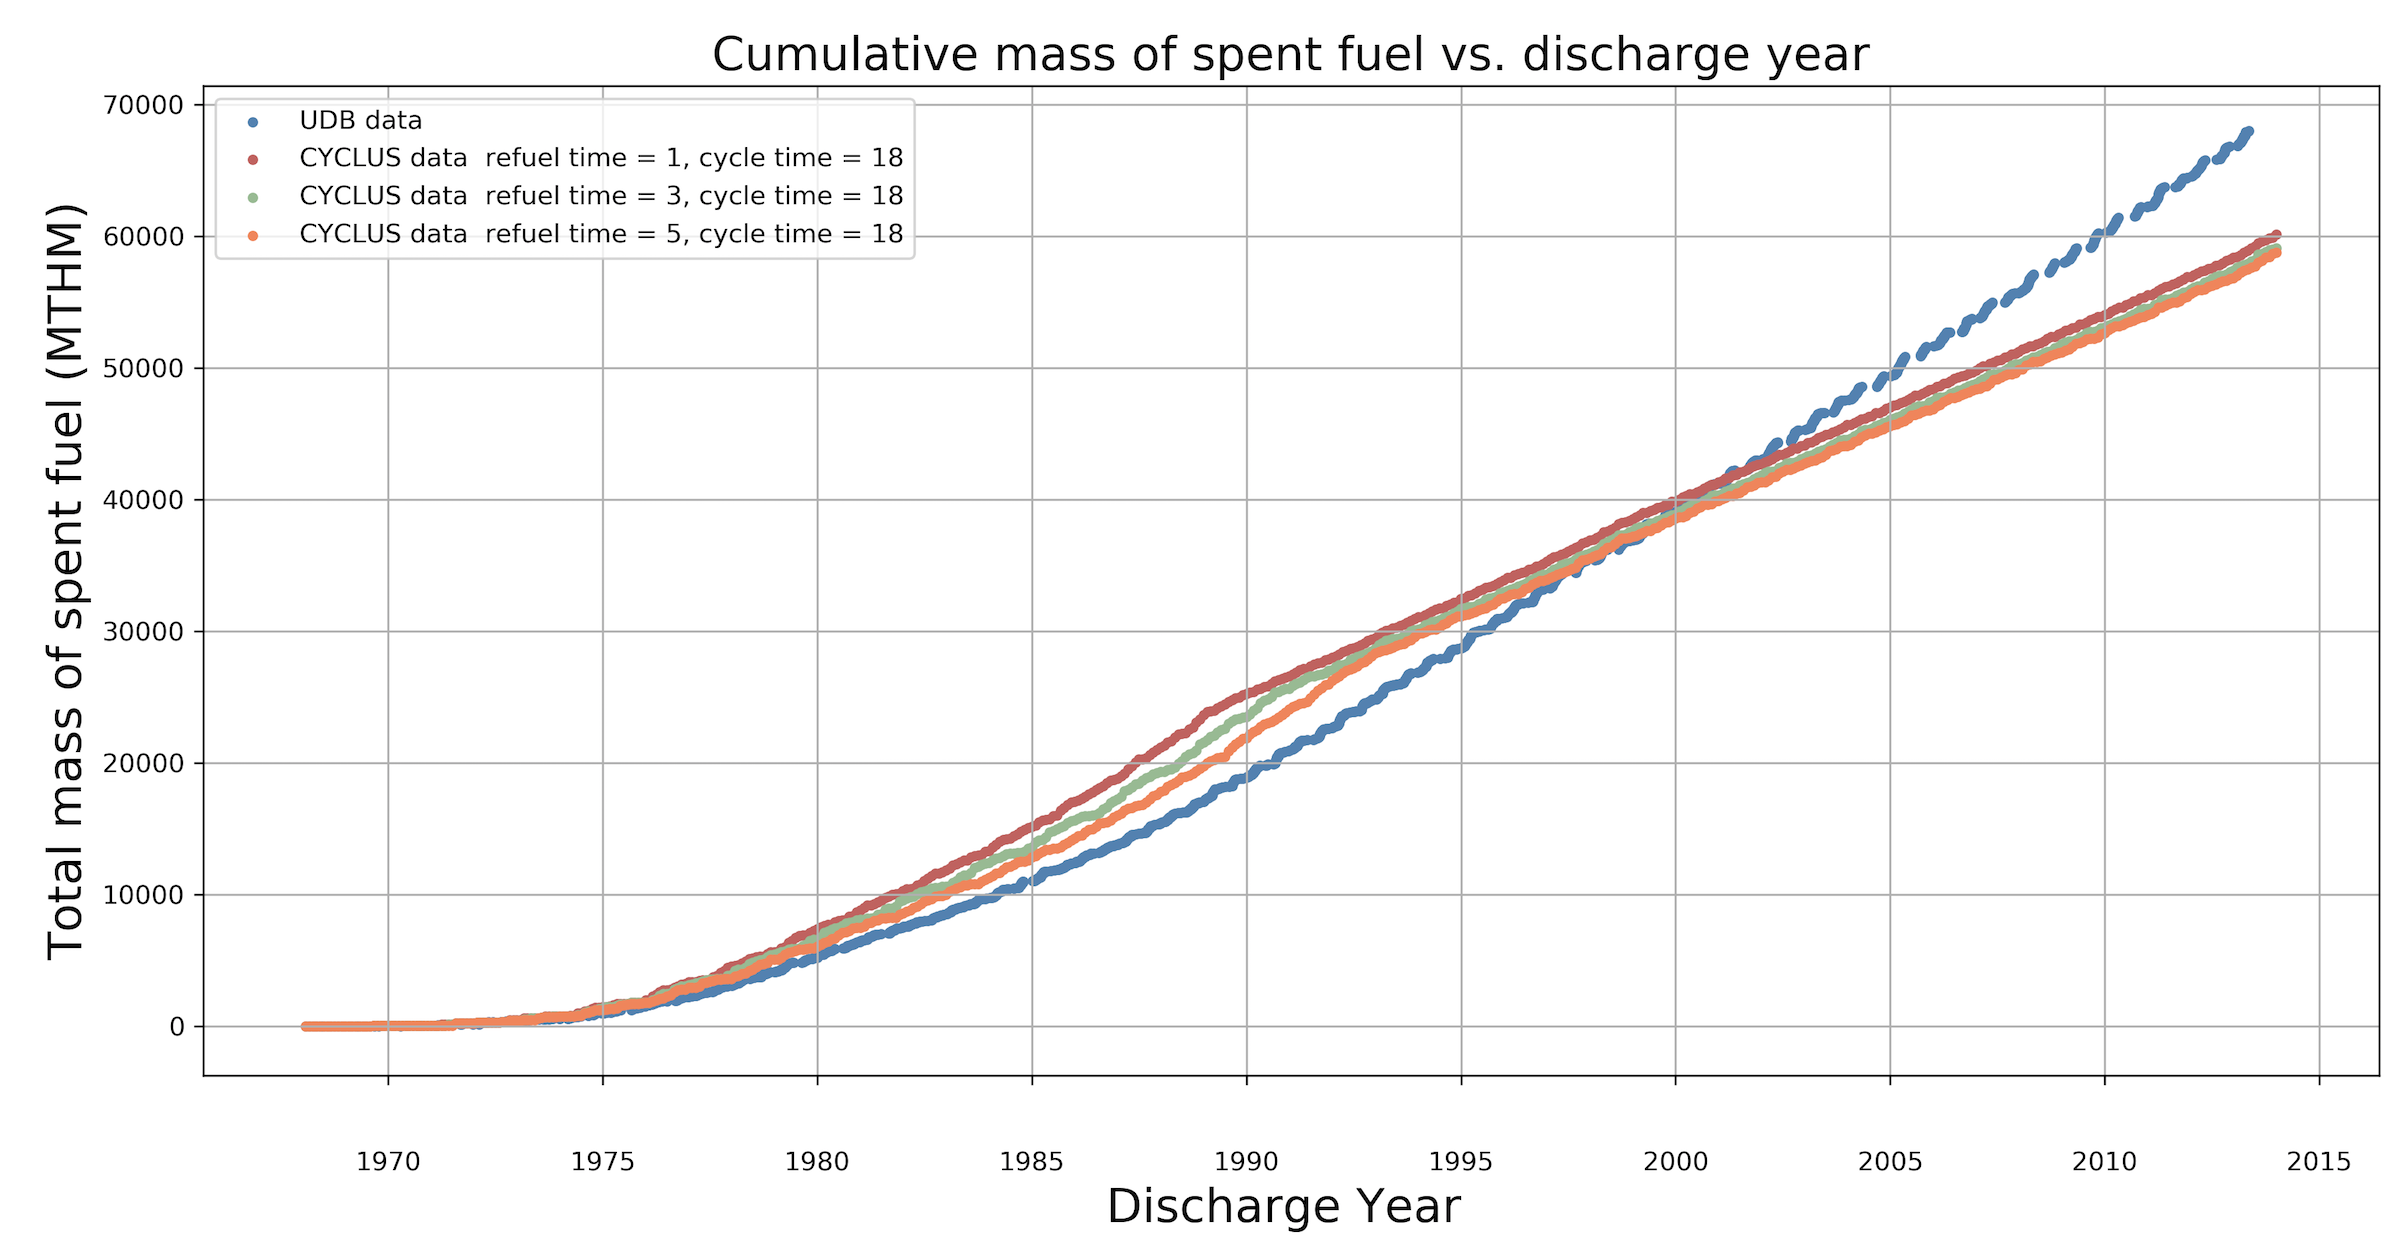 Cumulative mass of spent fuel vs. discharge year
UDB data
CYCLUS data  refuel time = 1, cycle time = 18
CYCLUS data  refuel time = 3, cycle time = 18
CYCLUS data  refuel time = 5, cycle time = 18
Total mass of spent fuel (MTHM)
70000
60000
50000
40000
30000
20000
10000
0
1970 1975 1980 1985 1990 1995 2000 2005 2010 2015
Discharge Year